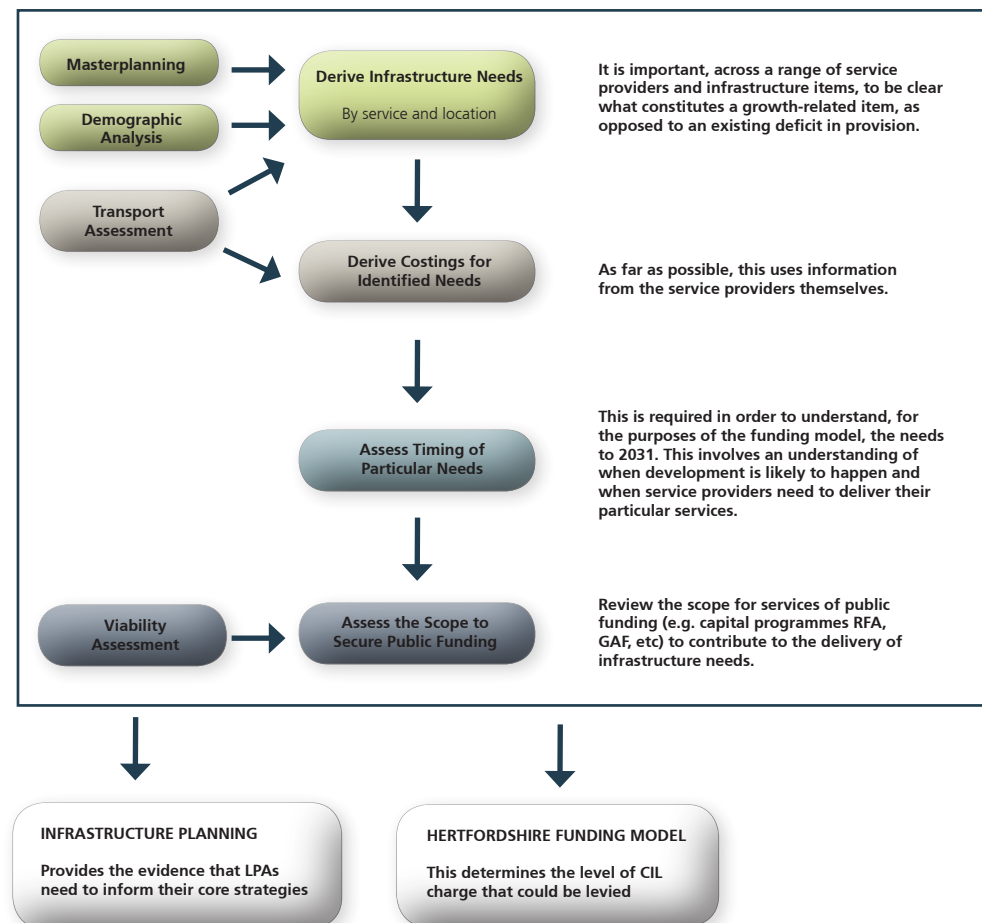 Masterplanning
Derive Infrastructure Needs
By service and location
It is important, across a range of service
providers and infrastructure items, to be clear
what constitutes a growth-related item, as
opposed to an existing deficit in provision.
Demographic
Analysis
Transport
Assessment
Derive Costings for
Identified Needs
As far as possible, this uses information
from the service providers themselves.
Assess Timing of
Particular Needs
This is required in order to understand, for
the purposes of the funding model, the needs
to 2031. This involves an understanding of
when development is likely to happen and
when service providers need to deliver their
particular services.
Viability
Assessment
Assess the Scope to
Secure Public Funding
Review the scope for services of public
funding (e.g. capital programmes RFA,
GAF, etc) to contribute to the delivery of
infrastructure needs.
INFRASTRUCTURE PLANNING
Provides the evidence that LPAs
need to inform their core strategies
HERTFORDSHIRE FUNDING MODEL
This determines the level of CIL
charge that could be levied